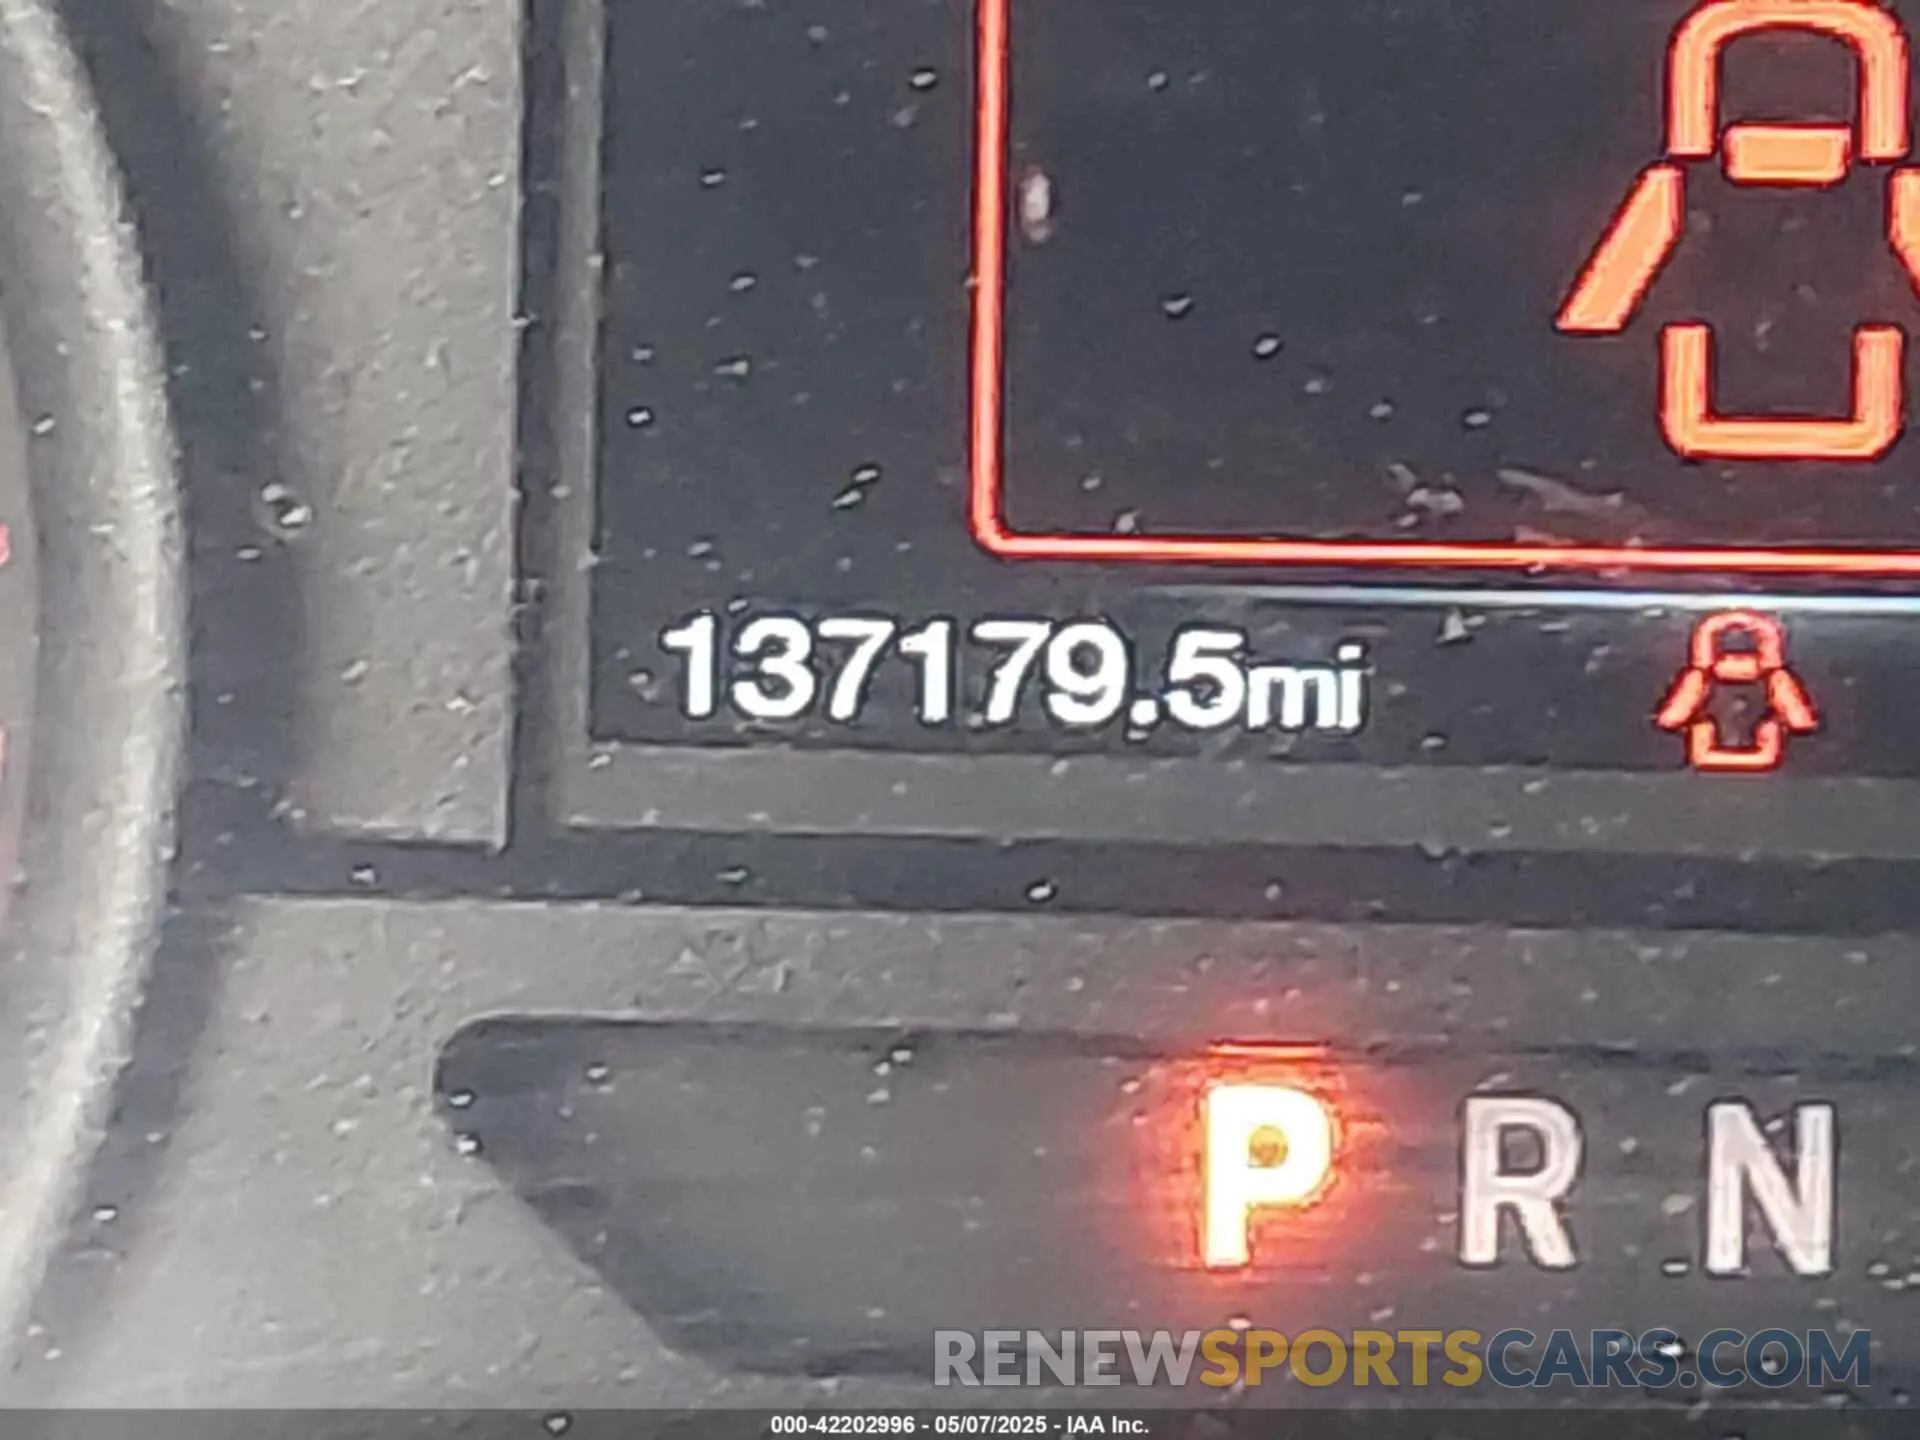 137179.5mi
P R N
RENEWSPORTSCARS.COM
000-42202996 - 05/07/2025 - IAA Inc.